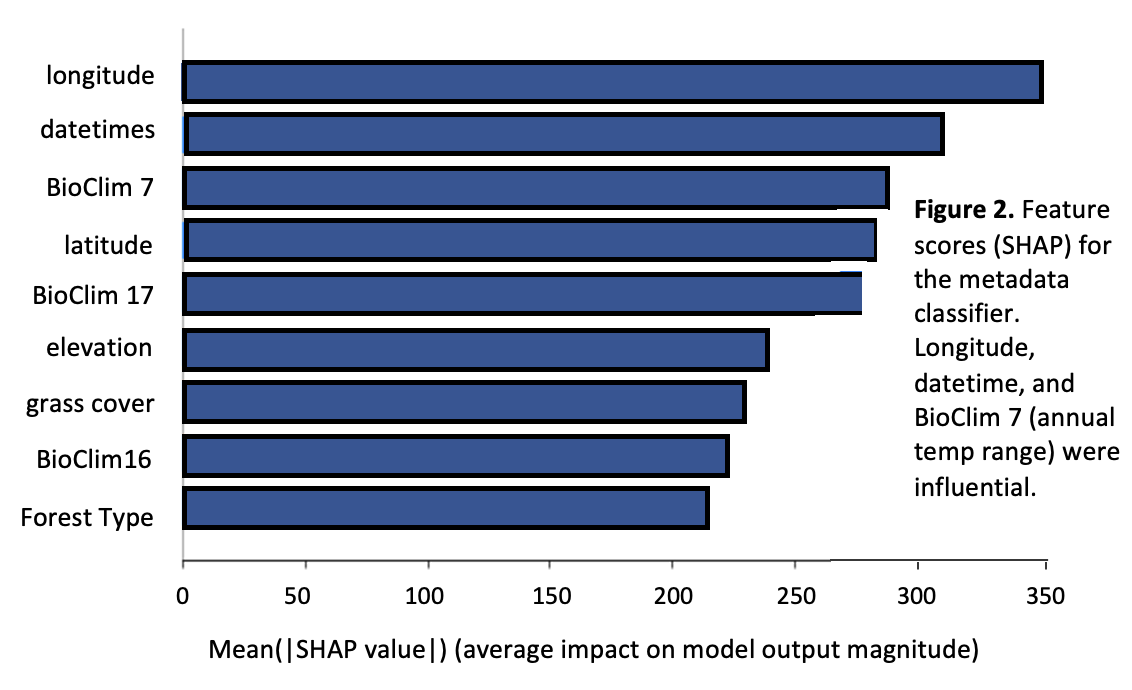 longitude
datetimes
BioClim 7
latitude
BioClim 17
elevation
grass cover
BioClim16
Forest Type
Figure 2. Feature
scores (SHAP) for
the metadata
classifier.
Longitude,
datetime, and
BioClim 7 (annual
temp range) were
influential.
0 50 100 150 200 250 300 350
Mean(|SHAP value|) (average impact on model output magnitude)